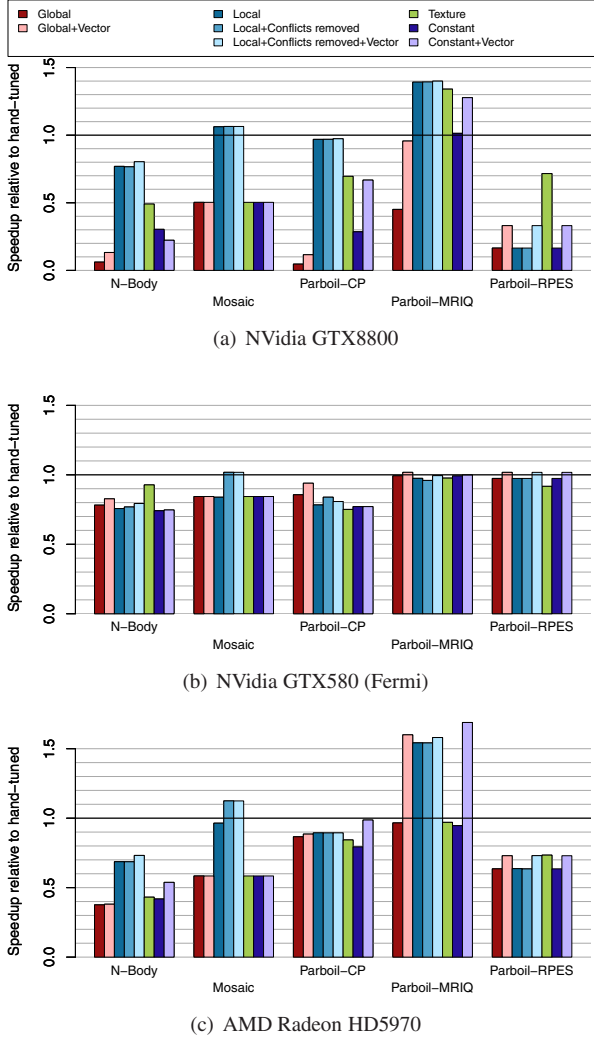 Global
Global+Vector
Local
Local+Conflicts removed
Local+Conflicts removed+Vector
Texture
Constant
Constant+Vector
Speedup relative to hand-tuned
0.0
0.5
1.0
1.5
N-Body
Mosaic
Parboil-CP
Parboil-MRIQ
Parboil-RPES
(a) NVidia GTX8800
Speedup relative to hand-tuned
0.0
0.5
1.0
1.5
N-Body
Mosaic
Parboil-CP
Parboil-MRIQ
Parboil-RPES
(b) NVidia GTX580 (Fermi)
Speedup relative to hand-tuned
0.0
0.5
1.0
1.5
N-Body
Mosaic
Parboil-CP
Parboil-MRIQ
Parboil-RPES
(c) AMD Radeon HD5970